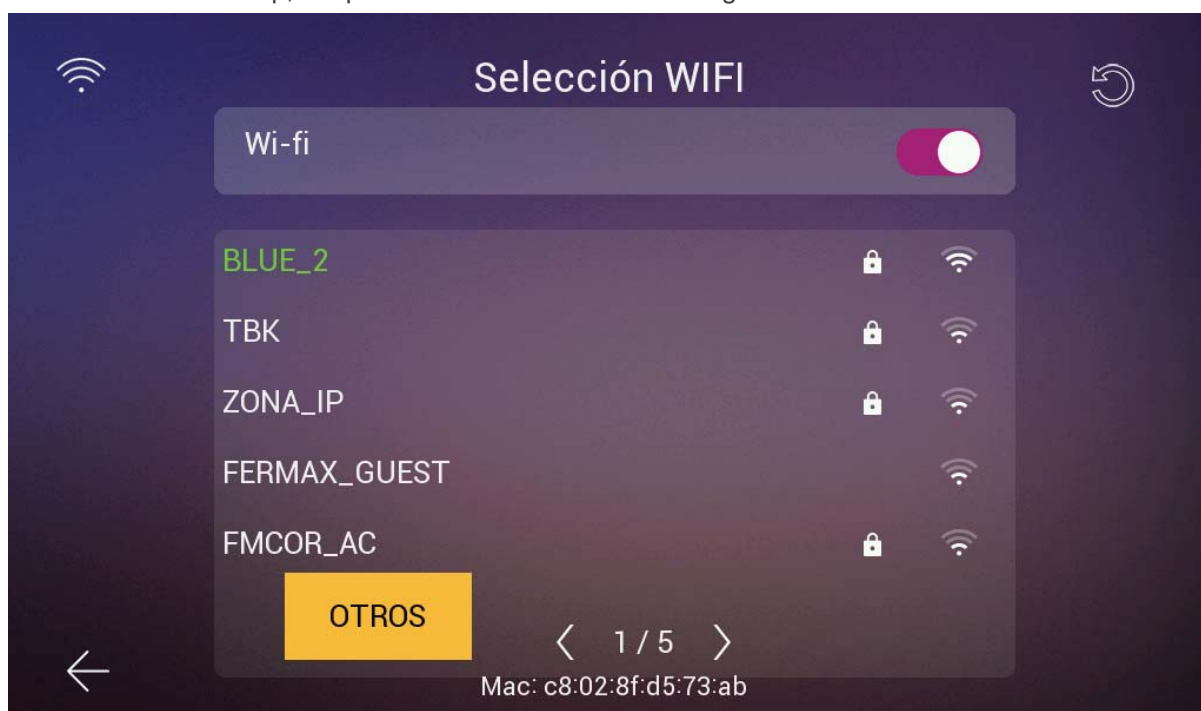 Selección WIFI
Wi-fi
BLUE_2
TBK
ZONA_IP
FERMAX_GUEST
FMCOR_AC
OTROS
1 / 5
Mac: c8:02:8f:d5:73:ab